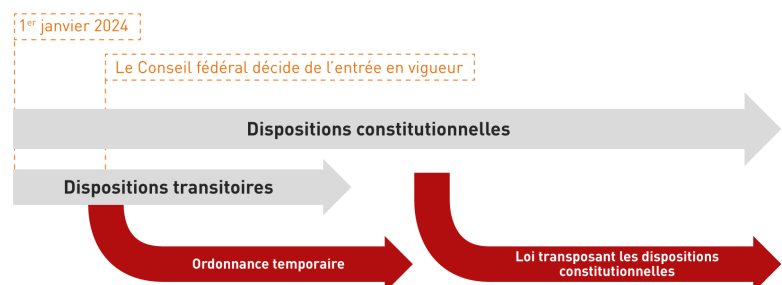 1er janvier 2024
Le Conseil fédéral décide de l'entrée en vigueur
Dispositions constitutionnelles
Dispositions transitoires
Ordonnance temporaire
Loi transposant les dispositions
constitutionnelles